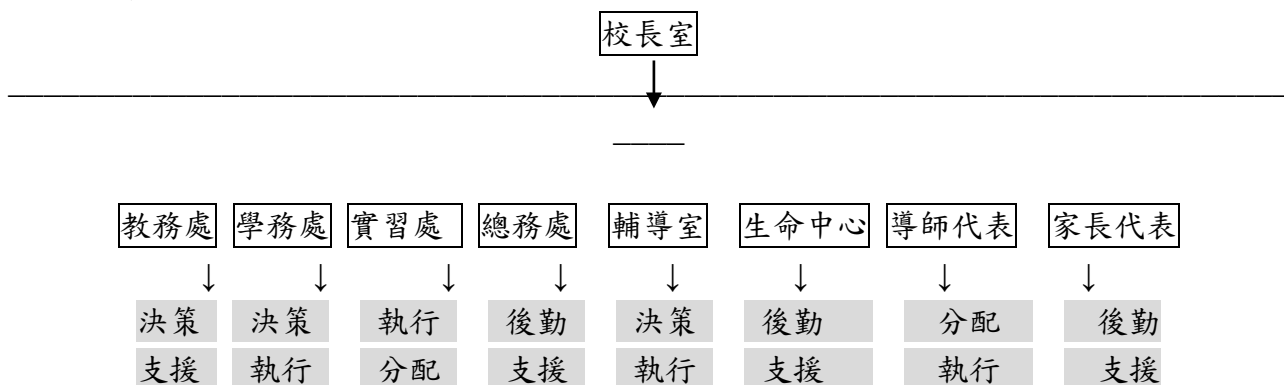 校長室
教務處 學務處 實習處 總務處 輔導室 生命中心 導師代表 家長代表
↓ ↓ ↓ ↓ ↓ ↓ ↓ ↓
決策 決策 執行 後勤 決策 後勤 分配 後勤
支援 執行 分配 支援 執行 支援 執行 支援